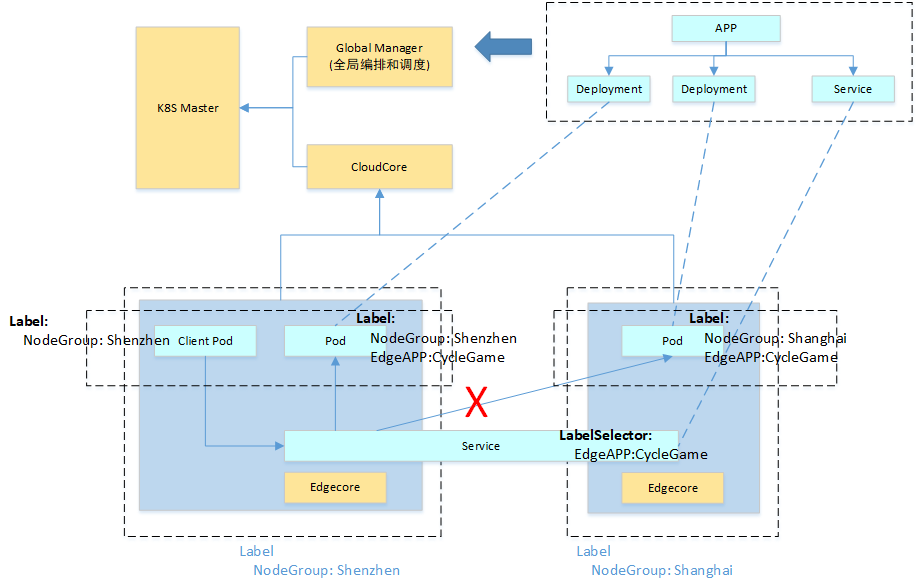 APP
Global Manager
(全局编排和调度)
Deployment
Deployment
Service
K8S Master
CloudCore
Label:
NodeGroup: Shenzhen
Client Pod
Pod
Label:
NodeGroup: Shenzhen
EdgeAPP:CycleGame
Pod
Label:
NodeGroup: Shanghai
EdgeAPP:CycleGame
X
Service
LabelSelector:
EdgeAPP:CycleGame
Edgecore
Edgecore
Label
NodeGroup: Shenzhen
Label
NodeGroup: Shanghai